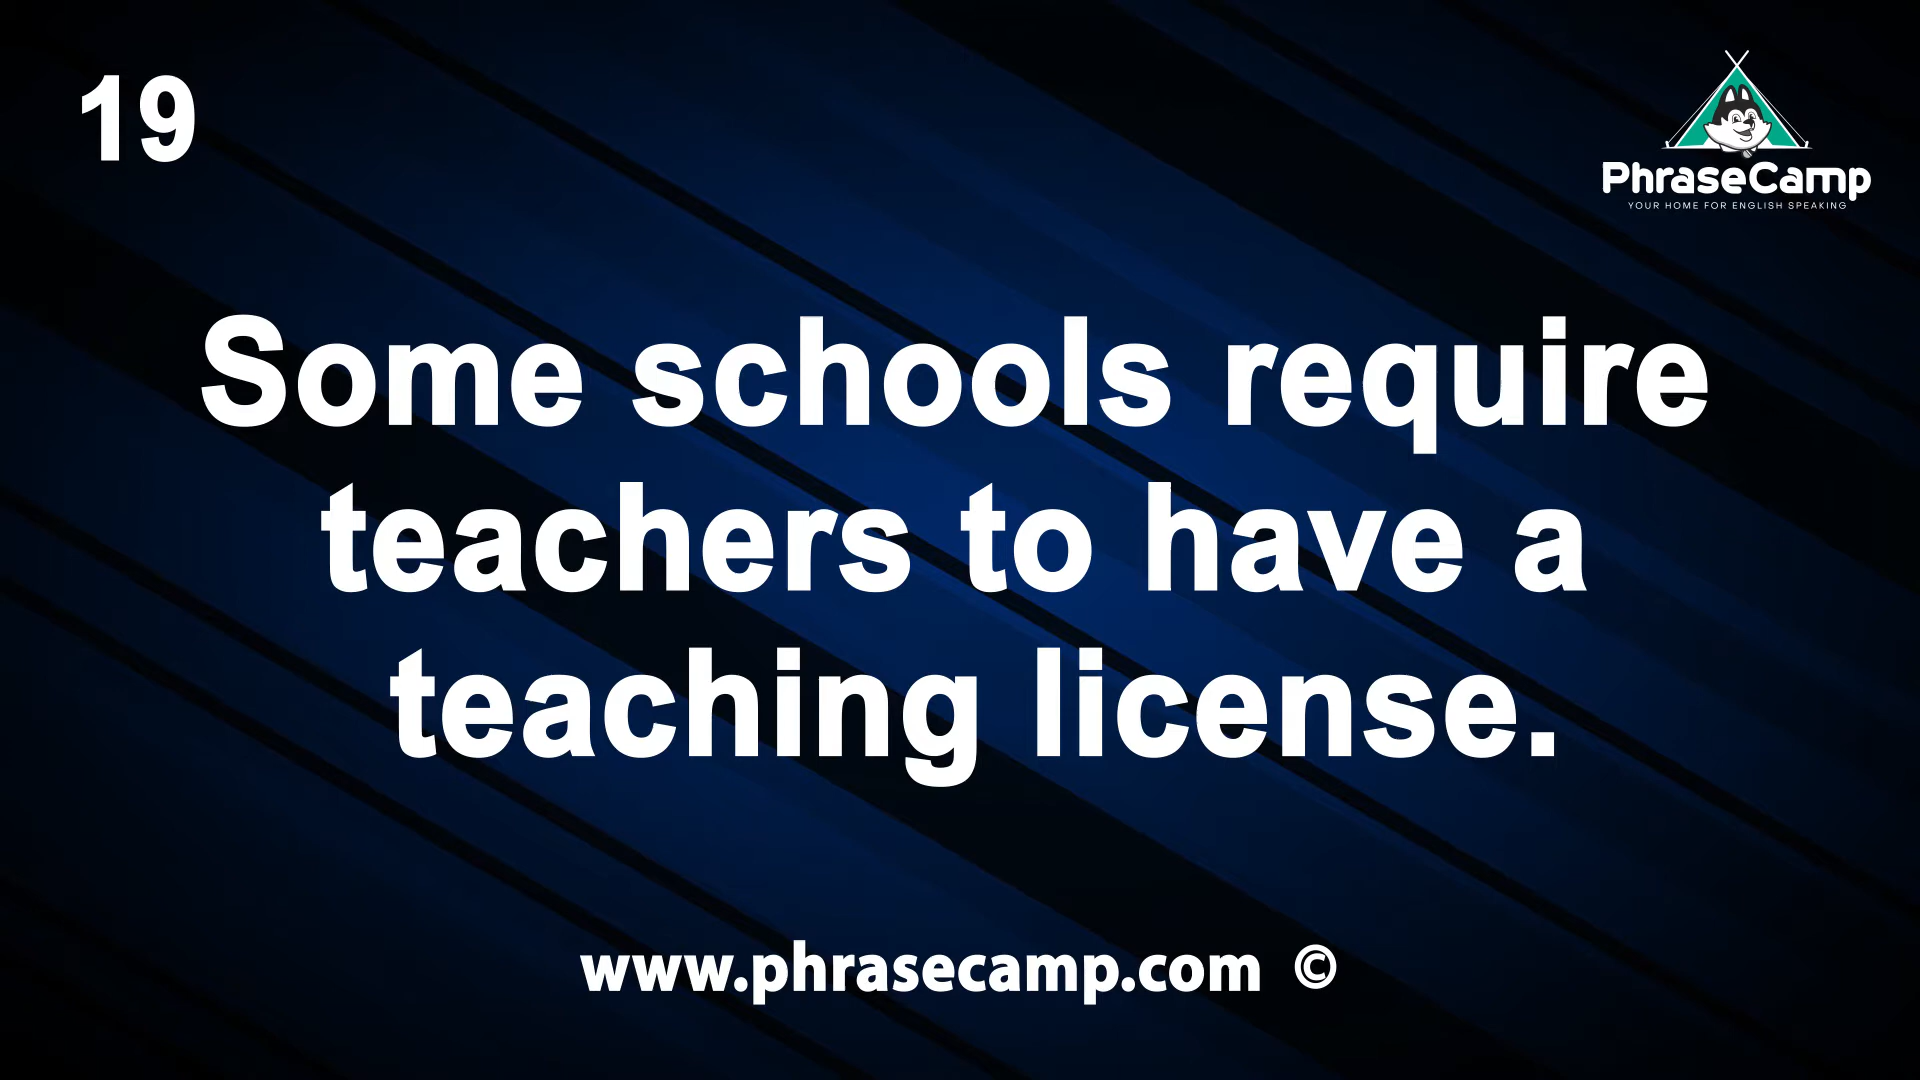 19
PhraseCamp
YOUR HOME FOR ENGLISH SPEAKING
Some schools require
teachers to have a
teaching license.
www.phrasecamp.com ©